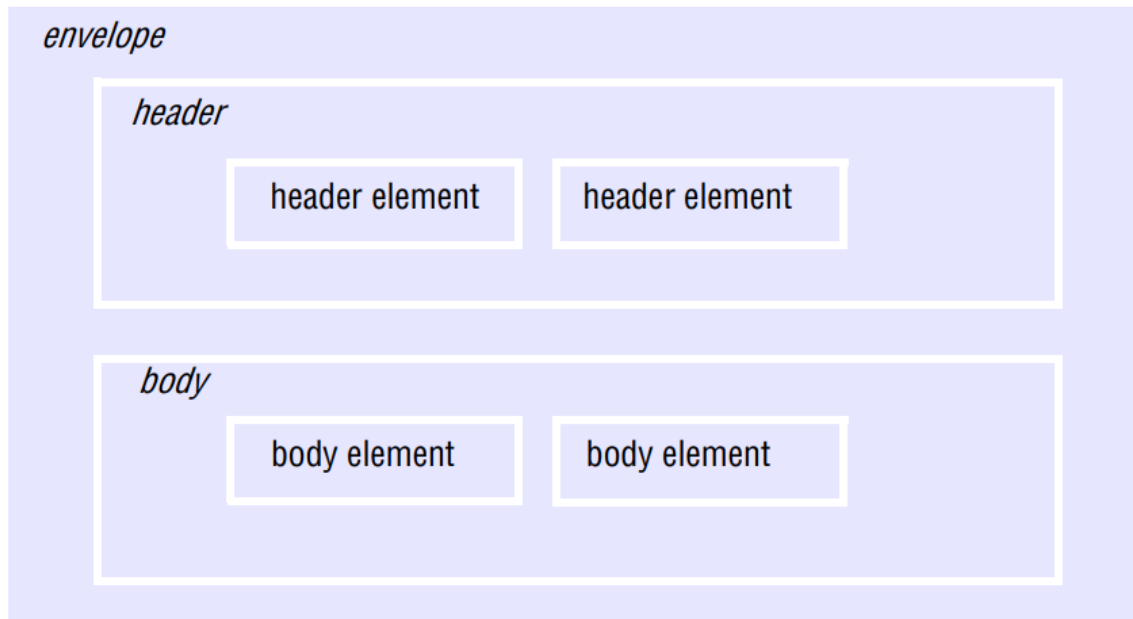 envelope
header
header element
header element
body
body element
body element